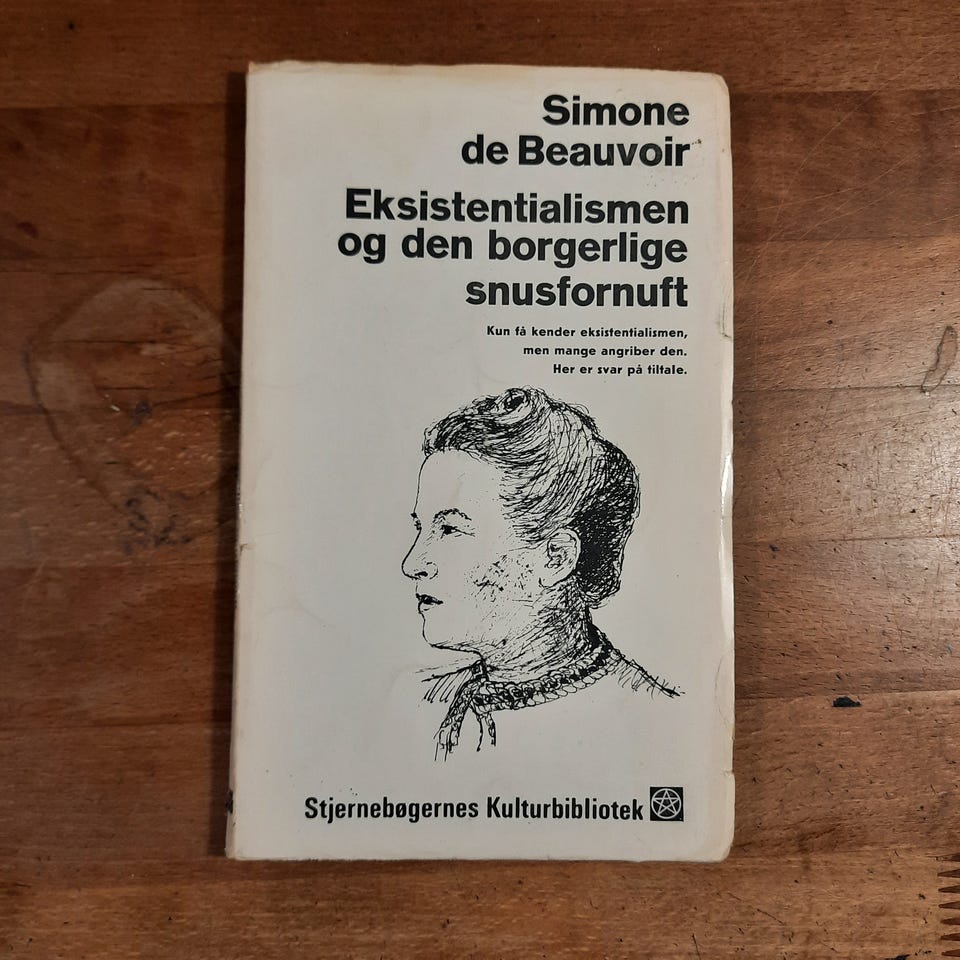 Simone
de Beauvoir
Eksistentialismen
og den borgerlige
snusfornuft
Kun få kender eksistentialismen,
men mange angriber den.
Her er svar på tiltale.
Stjernebøgernes Kulturbibliotek